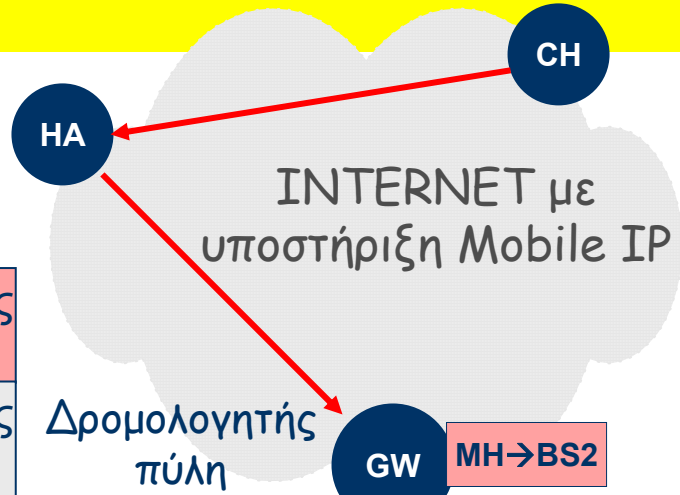 CH
HA
INTERNET με
υποστήριξη Mobile IP
ς
ς
Δρομολογητής
πύλη
GW
MH→BS2